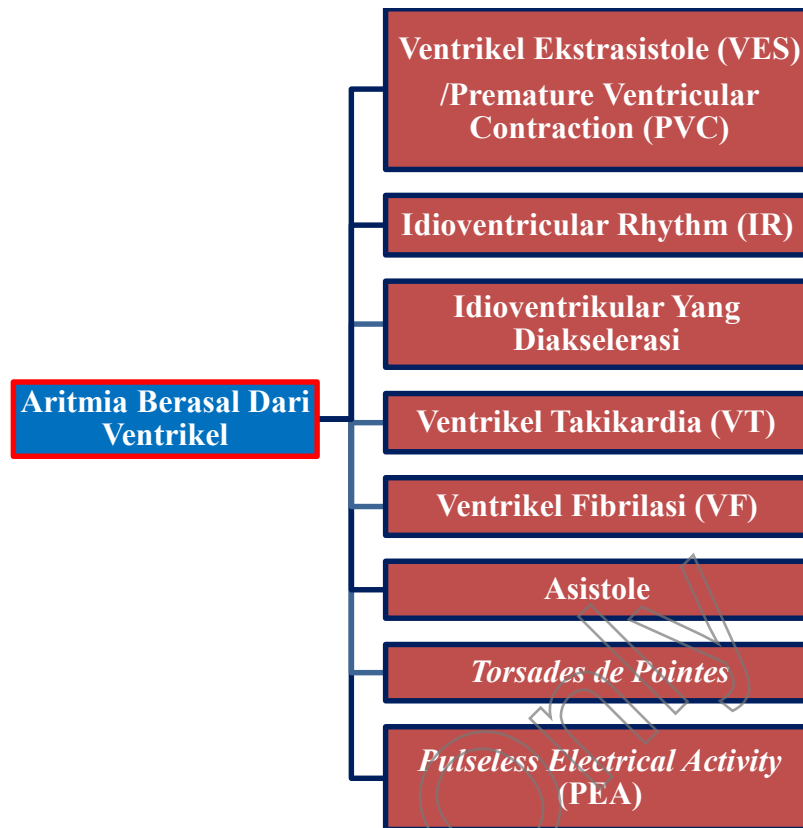 Ventrikel Ekstrasistole (VES)
/Premature Ventricular
Contraction (PVC)
Idioventricular Rhythm (IR)
Idioventrikular Yang
Diakselerasi
Aritmia Berasal Dari
Ventrikel
Ventrikel Takikardia (VT)
Ventrikel Fibrilasi (VF)
Asistole
Torsades de Pointes
Pulseless Electrical Activity
(PEA)
Only